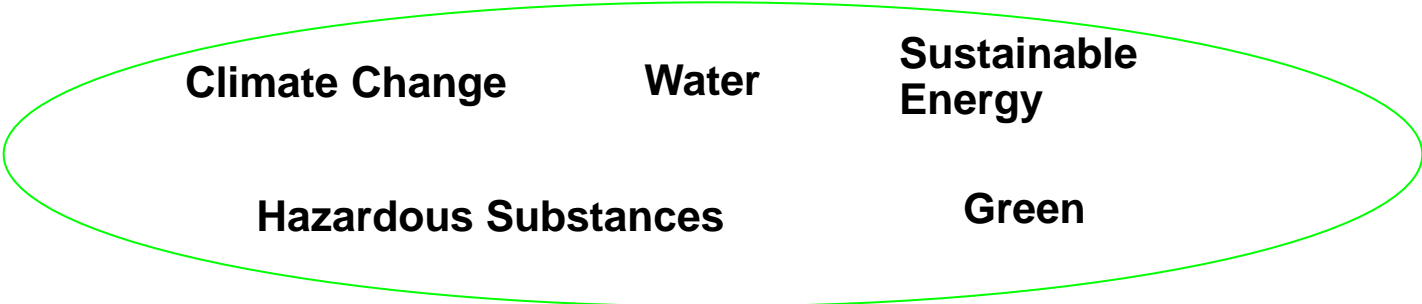 Climate Change
Water
Sustainable
Energy
Hazardous Substances
Green